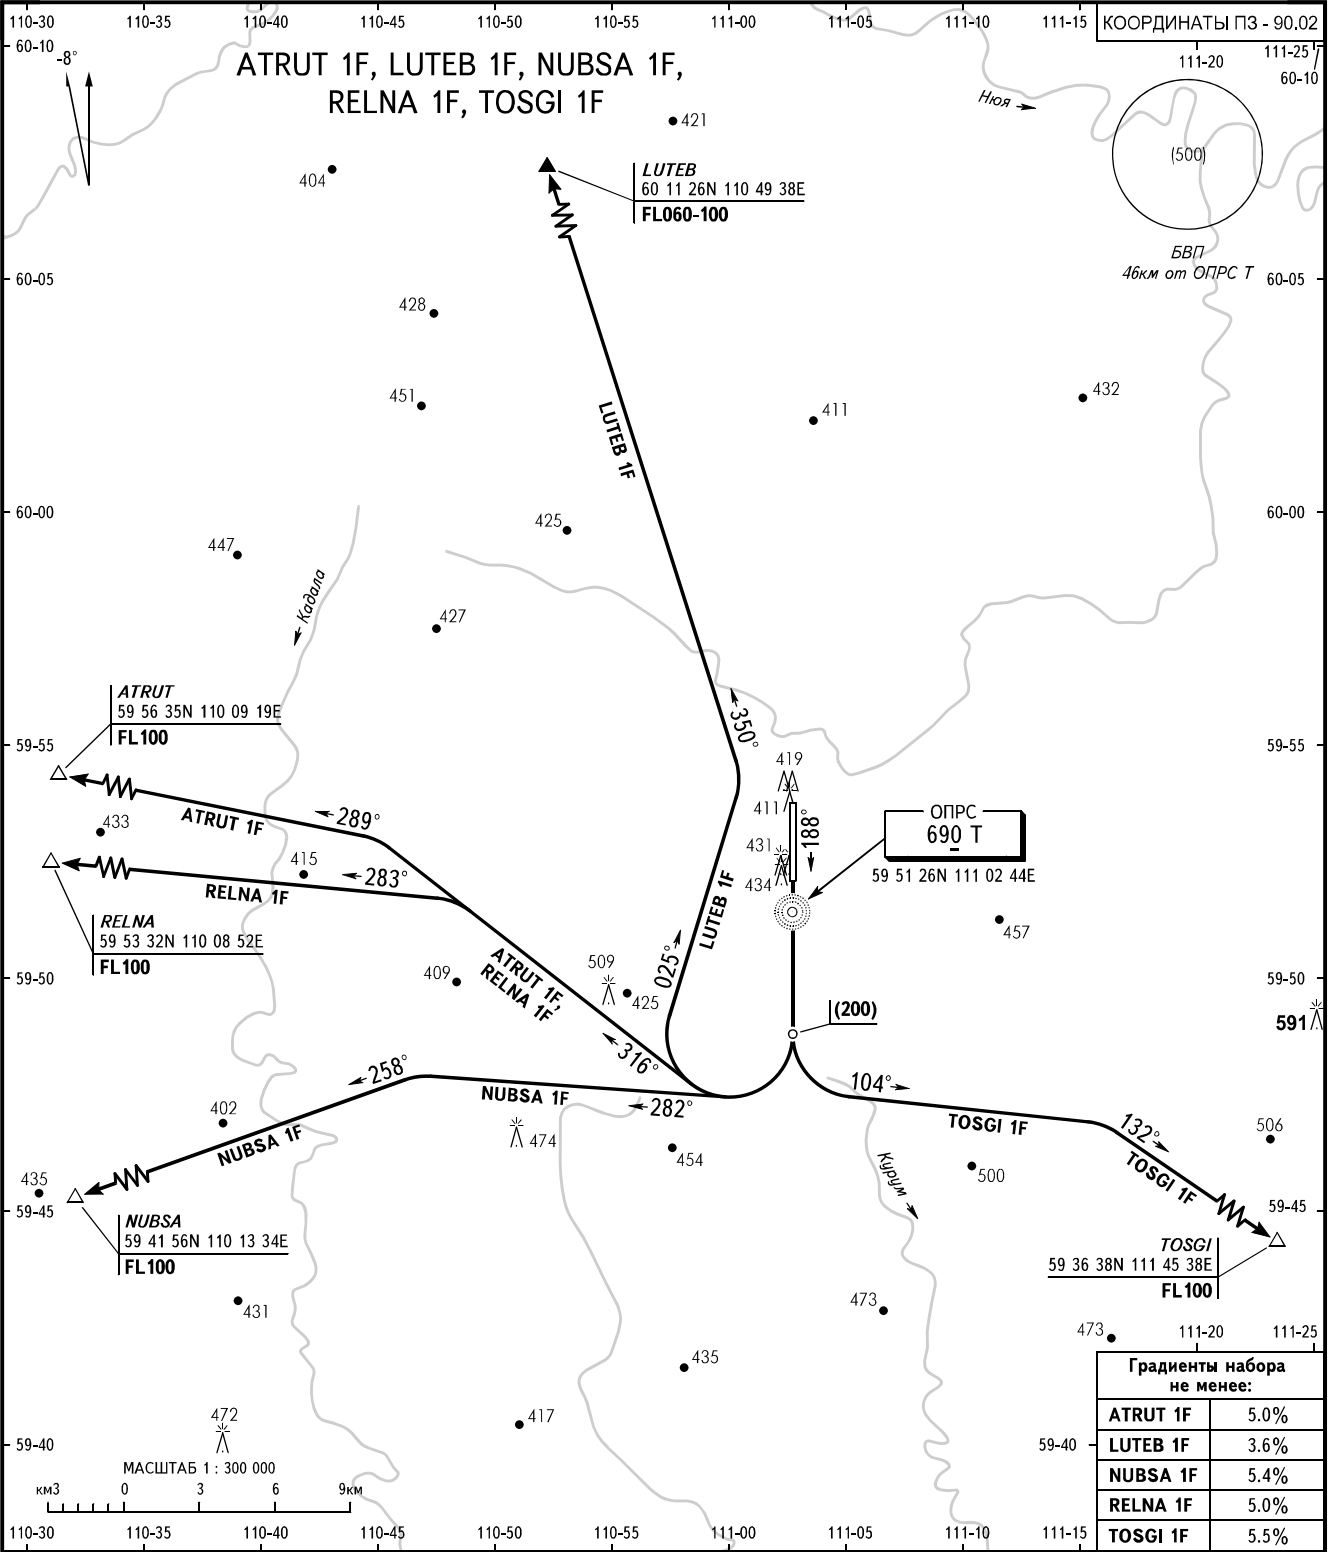 110-30 110-35 110-40 110-45 110-50 110-55 111-00 111-05 111-10 111-15
КООРДИНАТЫ ПЗ - 90.02
60-10
111-25
111-20
60-10
-8°
ATRUT 1F, LUTEB 1F, NUBSA 1F,
RELNA 1F, TOSGI 1F
Нюя
421
404
(500)
LUTEB
60 11 26N 110 49 38E
FL060-100
БВП
46км от ОПРС Т
60-05
60-05
428
451
411
432
LUTEB 1F
60-00
60-00
425
447
Кадала
427
ATRUT
59 56 35N 110 09 19E
FL100
350°
59-55
59-55
419
411
188°
431
434
ОПРС
690 Т
59 51 26N 111 02 44E
289°
ATRUT 1F
433
415
283°
RELNA 1F
RELNA
59 53 32N 110 08 52E
FL100
LUTEB 1F
025°
457
59-50
59-50
409
ATRUT 1F,
RELNA 1F
509
425
(200)
591
316°
258°
NUBSA 1F
282°
104°
TOSGI 1F
132°
TOSGI 1F
506
402
NUBSA 1F
474
454
500
Курум
435
59-45
59-45
NUBSA
59 41 56N 110 13 34E
FL100
TOSGI
59 36 38N 111 45 38E
FL100
431
473
473
111-20
111-25
435
417
472
59-40
59-40
Градиенты набора
не менее:
ATRUT 1F 5.0%
LUTEB 1F 3.6%
NUBSA 1F 5.4%
RELNA 1F 5.0%
TOSGI 1F 5.5%
МАСШТАБ 1 : 300 000
км3 0 3 6 9км
110-30 110-35 110-40 110-45 110-50 110-55 111-00 111-05 111-10 111-15